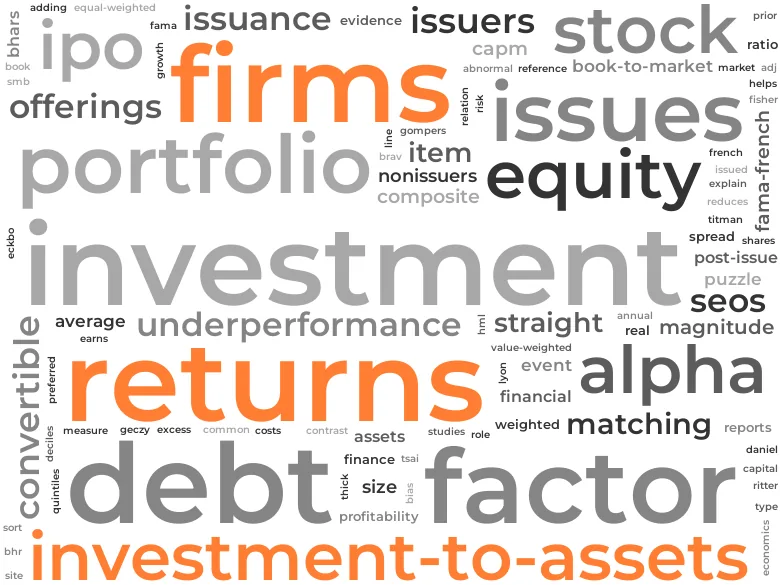 adding equal-weighted
bhars
ipo
fama
issuance
evidence
issuers
stock
prior
growth
capm
ratio
book
smb
firms
abnormal reference
book-to-market
market adj
offerings
relation
risk
issues
helps
fisher
portfolio
line
gompers
brav
item
nonissuers
composite
equity
french
issued
explain
reduces
fama-french
titman
eckbo
investment
spread
shares
post-issue
puzzle
seos
average
earns
underperformance
hml
straight
annual
real
magnitude
convertible
preferred
returns
value-weighted
lyon
event
financial
alpha
measure geczy excess common costs contrast
assets
studies role
weighted
matching
reports
deciles
quintiles
debt
finance tsai
thick
size
bias
profitability
factor
daniel
capital
ritter
type
sort
bhr
site
investment-to-assets
economics